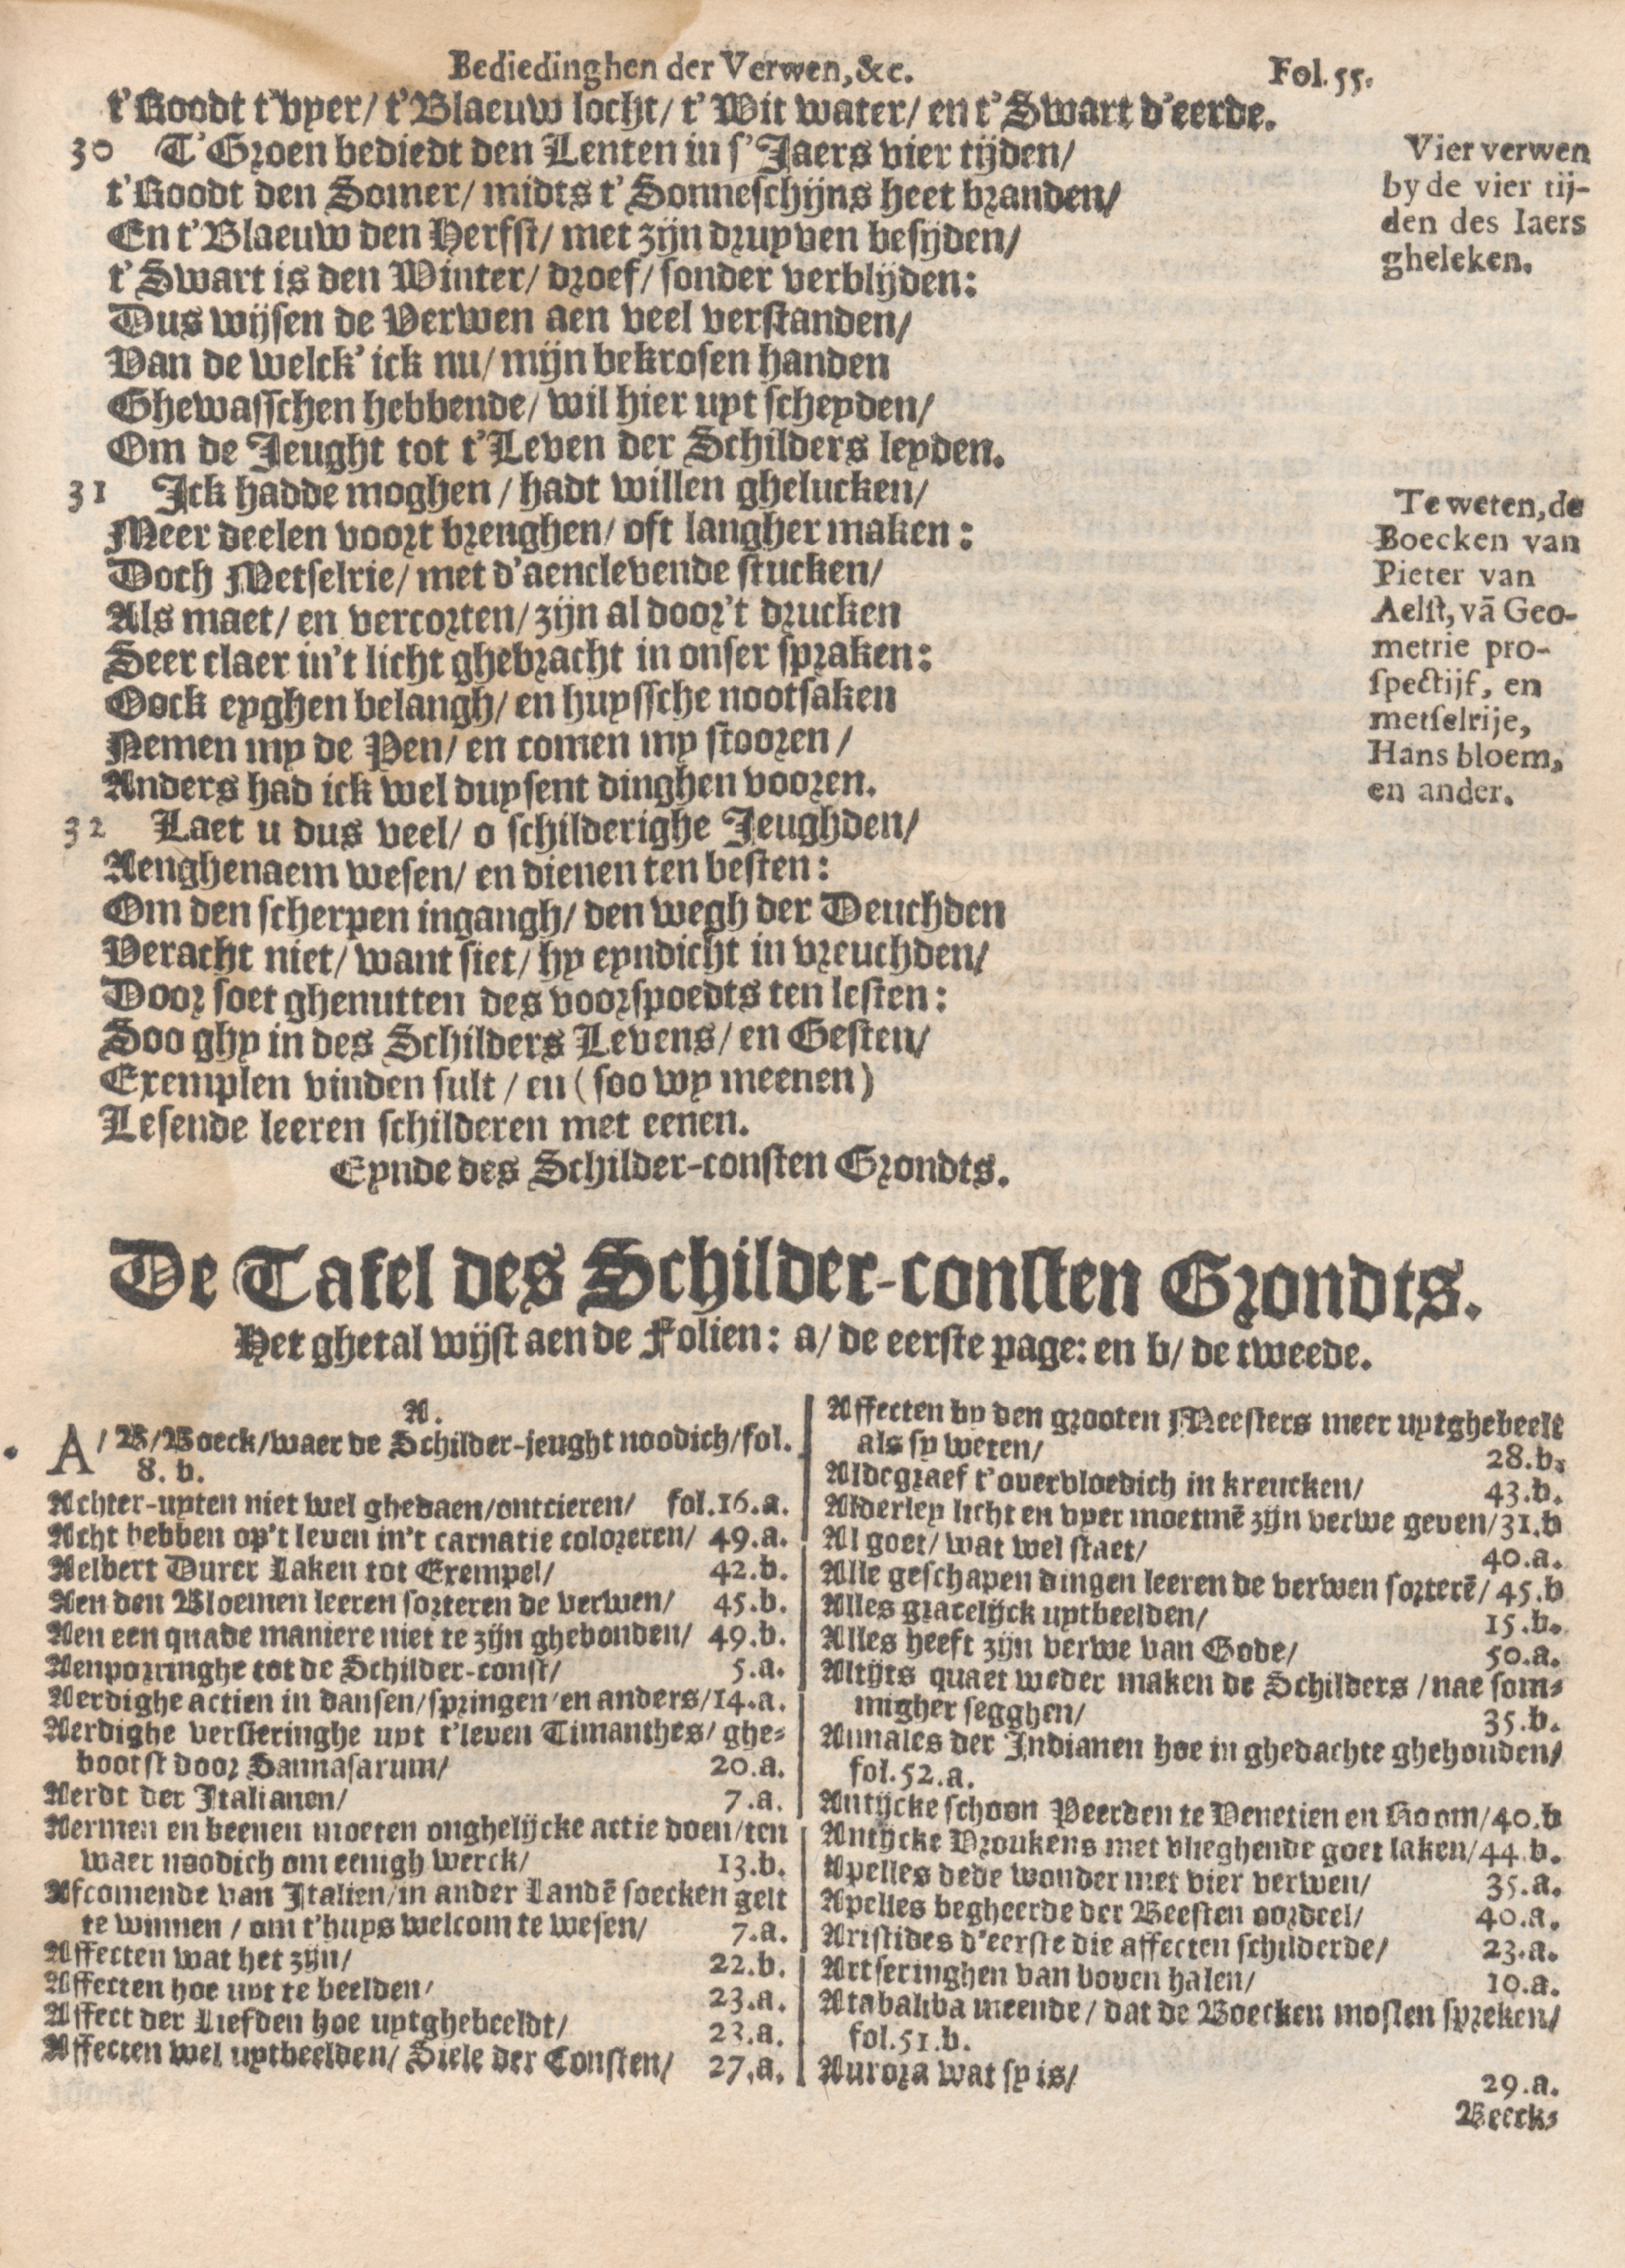 Bediedinghen der Verwen, &c. Fol. 55.
t'Roodt t'vyer/ t'Blaeuw locht/ t'Wit water/ en t'Swart d'eerde.
30 T'Groen bediedt den Lenten in s'Jaers vier tijden/
t'Roodt den Somer/ midts t'Sonneschijns heet branden/
En t'Blaeuw den Herfst/ met zijn druyven besijden/
t'Swart is den Winter/ droef/ sonder verblijden:
Dus wijsen de Verwen aen veel verstanden/
Van de welck' ick nu/ mijn bekrosen handen
Ghewasschen hebbende/ wil hier uyt scheyden/
Om de Jeught tot t'Leven der Schilders leyden.
Vier verwen
by de vier tij-
den des Iaers
gheleken.
31 Ick hadde moghen/ hadt willen ghelucken/
Meer deelen voort brenghen/ oft langher maken:
Doch Metselrie/ met d'aenclevende stucken/
Als maet/ en vercorten/ zijn al door't drucken
Seer claer in't licht ghebracht in onser spraken:
Oock eyghen belangh/ en huyssche nootsaken
Nemen my de Pen/ en comen my stooren/
Anders had ick wel duysent dinghen vooren.
Te weten, de
Boecken van
Pieter van
Aelst, vā Geo-
metrie pro-
spectijf, en
metselrije,
Hans bloem,
en ander.
32 Laet u dus veel/ o schilderighe Jeughden/
Aenghenaem wesen/ en dienen ten besten:
Om den scherpen ingangh/ den wegh der Deuchden
Veracht niet/ want siet/ hy eyndicht in vreuchden/
Door soet ghenutten des voorspoedts ten lesten:
Soo ghy in des Schilders Levens/ en Gesten/
Exemplen vinden sult/ en (soo wy meenen)
Lesende leeren schilderen met eenen.
Eynde des Schilder-consten Grondts.
De Tafel des Schilder-consten Grondts.
Het ghetal wijst aen de Folien: a/ de eerste page: en b/ de tweede.
A.
A/ B/ Boeck/ waer de Schilder-jeught noodich/ fol.
8. b.
Achter-uyten niet wel ghedaen/ ontcieren/ fol. 16. a.
Acht hebben op't leven in't carnatie coloreren/ 49. a.
Aelbert Durer Laken tot Exempel/ 42. b.
Aen den Bloemen leeren sorteren de verwen/ 45. b.
Aen een quade maniere niet te zijn ghebonden/ 49. b.
Aenporringhe tot de Schilder-const/ 5. a.
Aerdighe actien in dansen/ springen/ en anders/ 14. a.
Aerdighe versieringhe uyt t'leven Timanthes/ ghe-
bootst door Sannasarum/ 20. a.
Aerdt der Italianen/ 7. a.
Aermen en beenen moeten onghelijcke actie doen/ ten
waer noodich om eenigh werck/ 13. b.
Afcomende van Italien/ in ander Landē soecken gelt
te winnen/ om t'huys welcom te wesen/ 7. a.
Affecten wat het zijn/ 22. b.
Affecten hoe uyt te beelden/ 23. a.
Affect der Liefden hoe uytghebeeldt/ 23. a.
Affecten wel uytbeelden/ Siele der Consten/ 27. a.
Affecten by den grooten Meesters meer uytghebeelt
als sy weten/ 28. b.
Aldegraef t'overvloedich in kreucken/ 43. b.
Alderley licht en vyer moetmē zijn verwe geven/ 31. b
Al goet/ wat wel staet/ 40. a.
Alle geschapen dingen leeren de verwen sorterē/ 45. b
Alles gracelijck uytbeelden/ 15. b.
Alles heeft zijn verwe van Gode/ 50. a.
Altijts quaet weder maken de Schilders/ nae som-
migher segghen/ 35. b.
Annales der Indianen hoe in ghedachte ghehouden/
fol. 52. a.
Antijcke schoon Peerden te Venetien en Room/ 40. b
Antijcke Vroukens met vlieghende goet laken/ 44. b.
Apelles dede wonder met vier verwen/ 35. a.
Apelles begheerde der Beesten oordeel/ 40. a.
Aristides d'eerste die affecten schilderde/ 23. a.
Artseringhen van boven halen/ 10. a.
Atabaliba meende/ dat de Boecken mosten spreken/
fol. 51. b.
Aurora wat sy is/ 29. a.
Beeck-